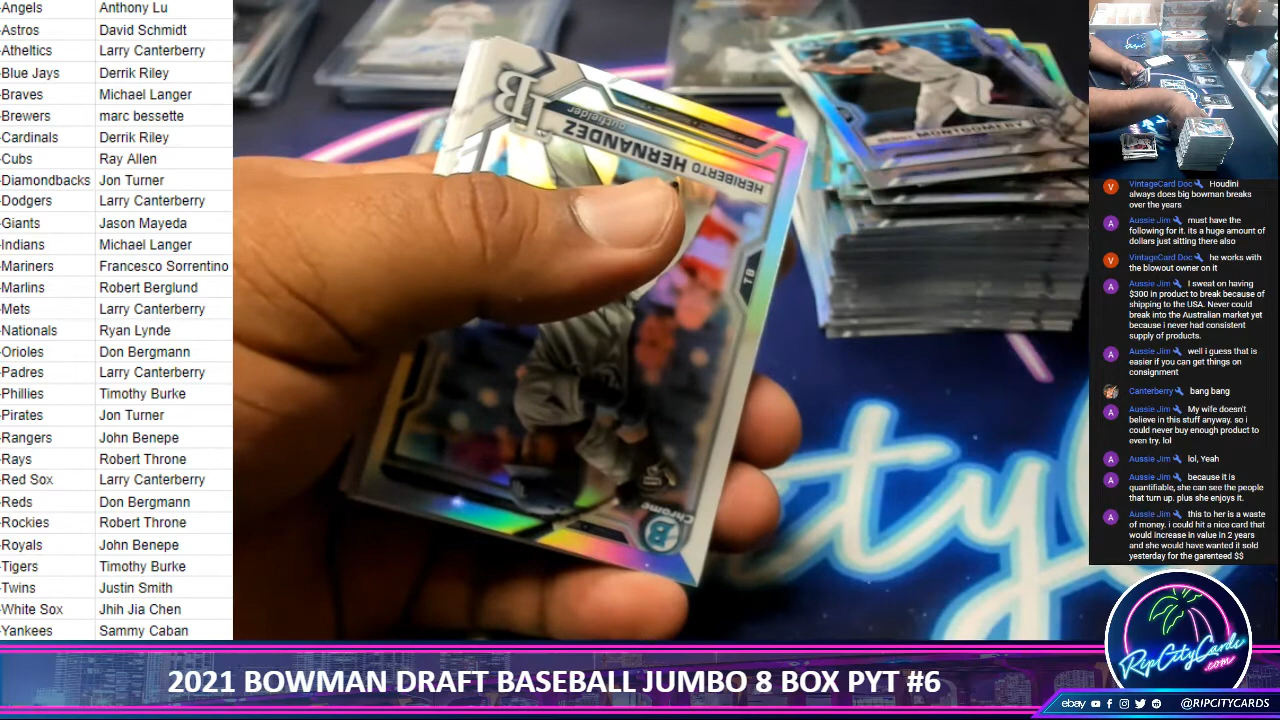 -Angels Anthony Lu
-Astros David Schmidt
-Atheltics Larry Canterberry
-Blue Jays Derrik Riley
-Braves Michael Langer
-Brewers marc bessette
-Cardinals Derrik Riley
-Cubs Ray Allen
-Diamondbacks Jon Turner
-Dodgers Larry Canterberry
-Giants Jason Mayeda
-Indians Michael Langer
-Mariners Francesco Sorrentino
-Marlins Robert Berglund
-Mets Larry Canterberry
-Nationals Ryan Lynde
-Orioles Don Bergmann
-Padres Larry Canterberry
-Phillies Timothy Burke
-Pirates Jon Turner
-Rangers John Benepe
-Rays Robert Throne
-Red Sox Larry Canterberry
-Reds Don Bergmann
-Rockies Robert Throne
-Royals John Benepe
-Tigers Timothy Burke
-Twins Justin Smith
-White Sox Jhih Jia Chen
-Yankees Sammy Caban
HERIBERTO HERNANDEZ
outfielder
TB
Chrome
B
MONTGOMERY
VintageCard Doc Houdini
always does big bowman breaks
over the years
Aussie Jim must have the
following for it. its a huge amount of
dollars just sitting there also
VintageCard Doc he works with
the blowout owner on it
Aussie Jim I sweat on having
$300 in product to break because of
shipping to the USA. Never could
break into the Australian market yet
because i never had consistent
supply of products.
Aussie Jim well i guess that is
easier if you can get things on
consignment
Canterberry bang bang
Aussie Jim My wife doesn't
believe in this stuff anyway. so i
could never buy enough product to
even try. lol
Aussie Jim lol, Yeah
Aussie Jim because it is
quantifiable, she can see the people
that turn up. plus she enjoys it.
Aussie Jim this to her is a waste
of money. i could hit a nice card that
would increase in value in 2 years
and she would have wanted it sold
yesterday for the garenteed $$
RipCityCards
.com
2021 BOWMAN DRAFT BASEBALL JUMBO 8 BOX PYT #6
ebay @RIPCITYCARDS